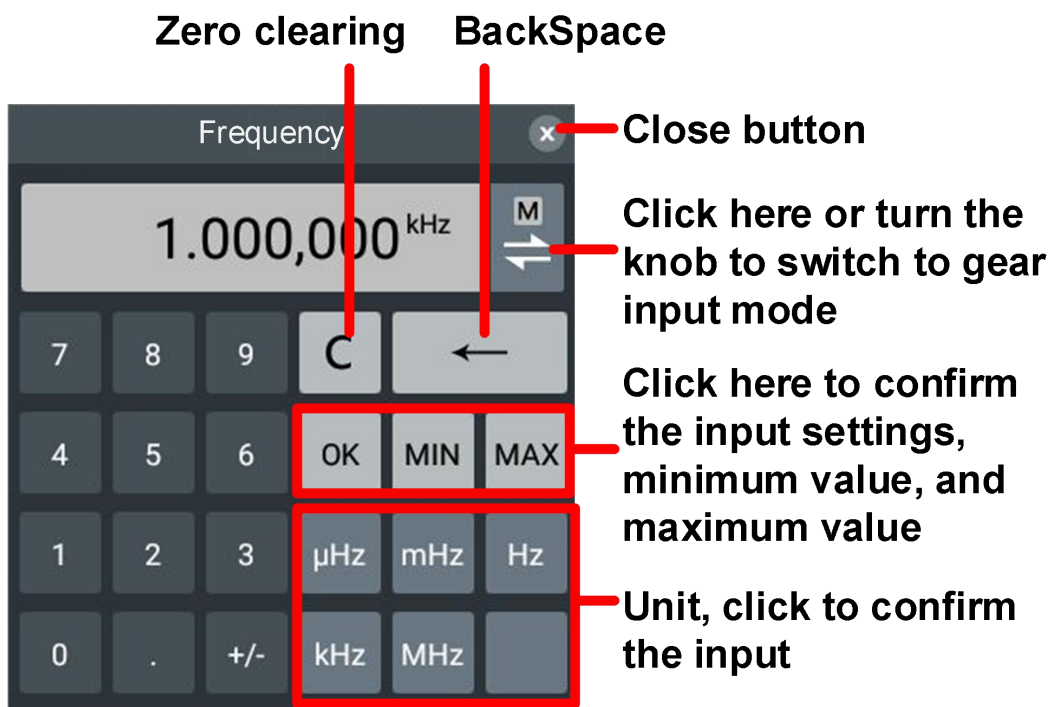 Zero clearing BackSpace
Frequency x
Close button
1.000,000 kHz M
Click here or turn the
knob to switch to gear
input mode
7 8 9 C ←
Click here to confirm
the input settings,
minimum value, and
maximum value
4 5 6 OK MIN MAX
1 2 3 µHz mHz Hz
Unit, click to confirm
the input
0 . +/- kHz MHz